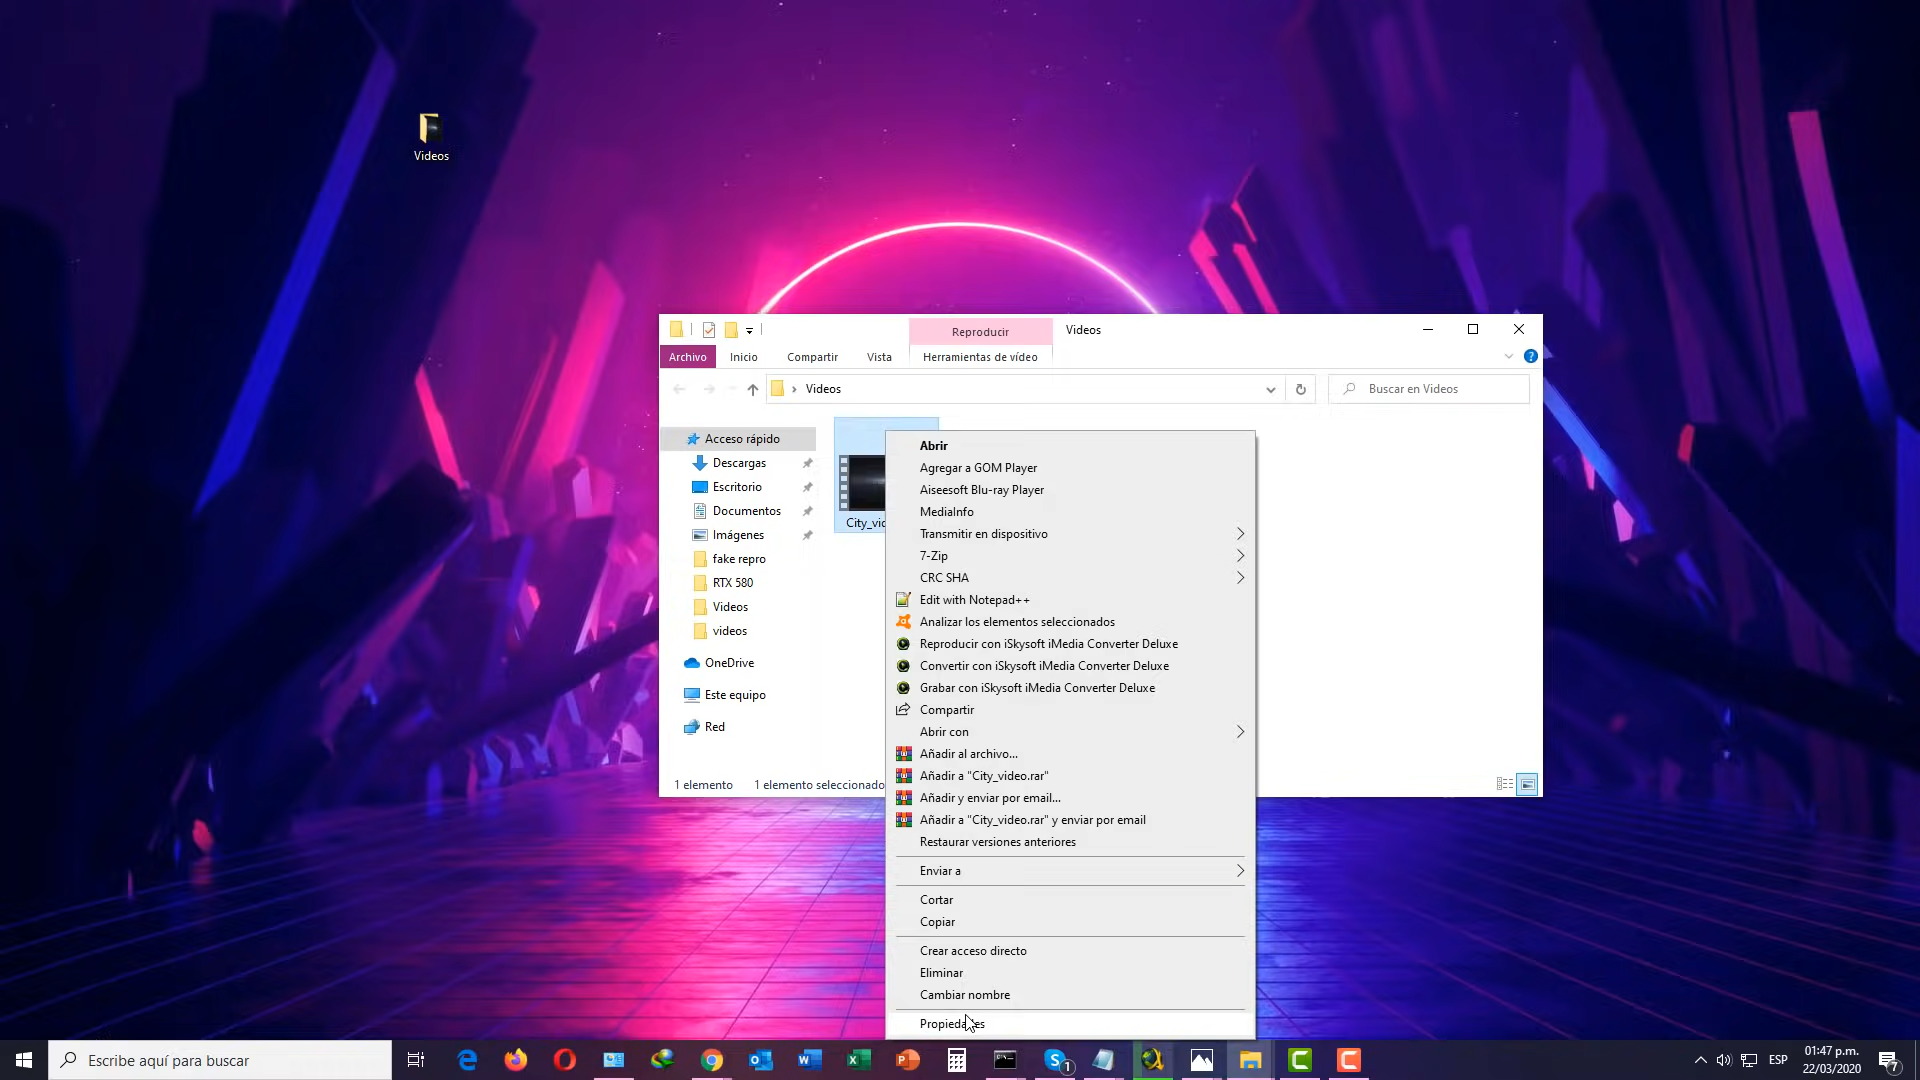 Videos
Reproducir
Videos
Archivo
Inicio
Compartir
Vista
Herramientas de vídeo
Videos
Buscar en Videos
Acceso rápido
Descargas
Escritorio
Documentos
Imágenes
fake repro
RTX 580
Videos
videos
OneDrive
Este equipo
Red
City_vid
Abrir
Agregar a GOM Player
Aiseesoft Blu-ray Player
MediaInfo
Transmitir en dispositivo
7-Zip
CRC SHA
Edit with Notepad++
Analizar los elementos seleccionados
Reproducir con iSkysoft iMedia Converter Deluxe
Convertir con iSkysoft iMedia Converter Deluxe
Grabar con iSkysoft iMedia Converter Deluxe
Compartir
Abrir con
Añadir al archivo...
Añadir a "City_video.rar"
Añadir y enviar por email...
Añadir a "City_video.rar" y enviar por email
Restaurar versiones anteriores
Enviar a
Cortar
Copiar
Crear acceso directo
Eliminar
Cambiar nombre
Propiedades
1 elemento
1 elemento seleccionado
Escribe aquí para buscar
1
ESP
01:47 p.m.
22/03/2020
7